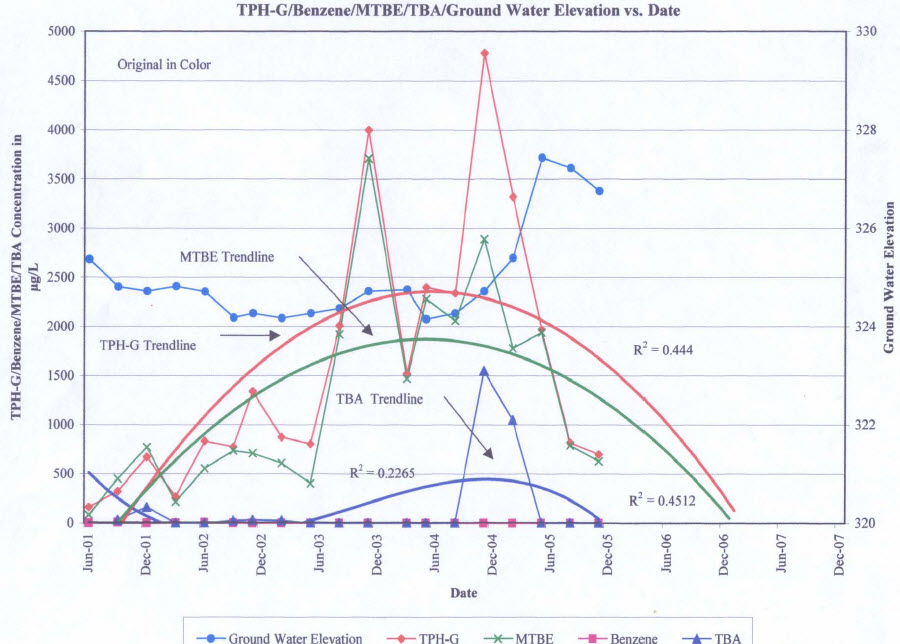 TPH-G/Benzene/MTBE/TBA/Ground Water Elevation vs. Date
Original in Color
TPH-G/Benzene/MTBE/TBA Concentration in
µg/L
5000
4500
4000
3500
3000
2500
2000
1500
1000
500
0
330
328
326
324
322
320
Ground Water Elevation
MTBE Trendline
TPH-G Trendline
TBA Trendline
R² = 0.444
R² = 0.2265
R² = 0.4512
Jun-01
Dec-01
Jun-02
Dec-02
Jun-03
Dec-03
Jun-04
Dec-04
Jun-05
Dec-05
Jun-06
Dec-06
Jun-07
Dec-07
Date
Ground Water Elevation TPH-G MTBE Benzene TBA